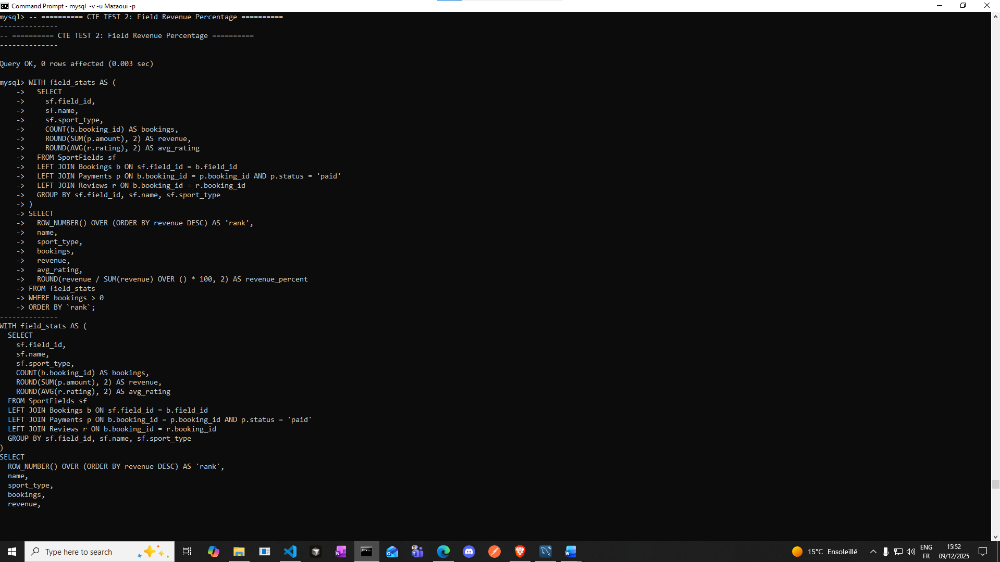 Command Prompt - mysql  -v -u Mazaoui -p
mysql> -- ========== CTE TEST 2: Field Revenue Percentage ==========
--------------
-- ========== CTE TEST 2: Field Revenue Percentage ==========
--------------
Query OK, 0 rows affected (0.003 sec)
mysql> WITH field_stats AS (
    ->   SELECT
    ->     sf.field_id,
    ->     sf.name,
    ->     sf.sport_type,
    ->     COUNT(b.booking_id) AS bookings,
    ->     ROUND(SUM(p.amount), 2) AS revenue,
    ->     ROUND(AVG(r.rating), 2) AS avg_rating
    ->   FROM SportFields sf
    ->   LEFT JOIN Bookings b ON sf.field_id = b.field_id
    ->   LEFT JOIN Payments p ON b.booking_id = p.booking_id AND p.status = 'paid'
    ->   LEFT JOIN Reviews r ON b.booking_id = r.booking_id
    ->   GROUP BY sf.field_id, sf.name, sf.sport_type
    -> )
    -> SELECT
    ->   ROW_NUMBER() OVER (ORDER BY revenue DESC) AS 'rank',
    ->   name,
    ->   sport_type,
    ->   bookings,
    ->   revenue,
    ->   avg_rating,
    ->   ROUND(revenue / SUM(revenue) OVER () * 100, 2) AS revenue_percent
    -> FROM field_stats
    -> WHERE bookings > 0
    -> ORDER BY `rank`;
--------------
WITH field_stats AS (
  SELECT
    sf.field_id,
    sf.name,
    sf.sport_type,
    COUNT(b.booking_id) AS bookings,
    ROUND(SUM(p.amount), 2) AS revenue,
    ROUND(AVG(r.rating), 2) AS avg_rating
  FROM SportFields sf
  LEFT JOIN Bookings b ON sf.field_id = b.field_id
  LEFT JOIN Payments p ON b.booking_id = p.booking_id AND p.status = 'paid'
  LEFT JOIN Reviews r ON b.booking_id = r.booking_id
  GROUP BY sf.field_id, sf.name, sf.sport_type
)
SELECT
  ROW_NUMBER() OVER (ORDER BY revenue DESC) AS 'rank',
  name,
  sport_type,
  bookings,
  revenue,
Type here to search
15°C  Ensoleillé
ENG
FR
15:52
09/12/2025